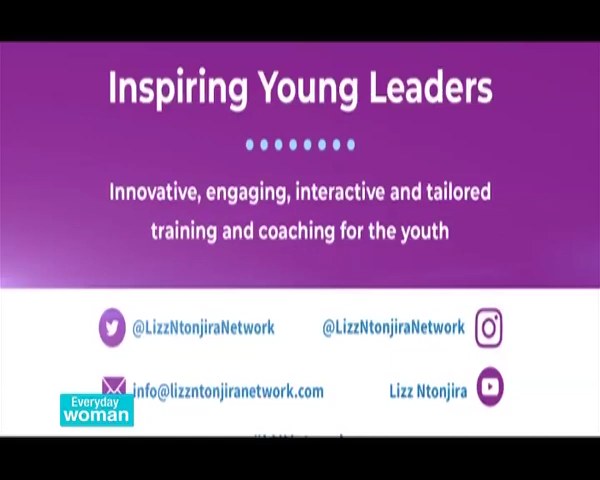 Inspiring Young Leaders
Innovative, engaging, interactive and tailored
training and coaching for the youth
@LizzNtonjiraNetwork @LizzNtonjiraNetwork
info@lizzntonjiranetwork.com Lizz Ntonjira
Everyday
woman